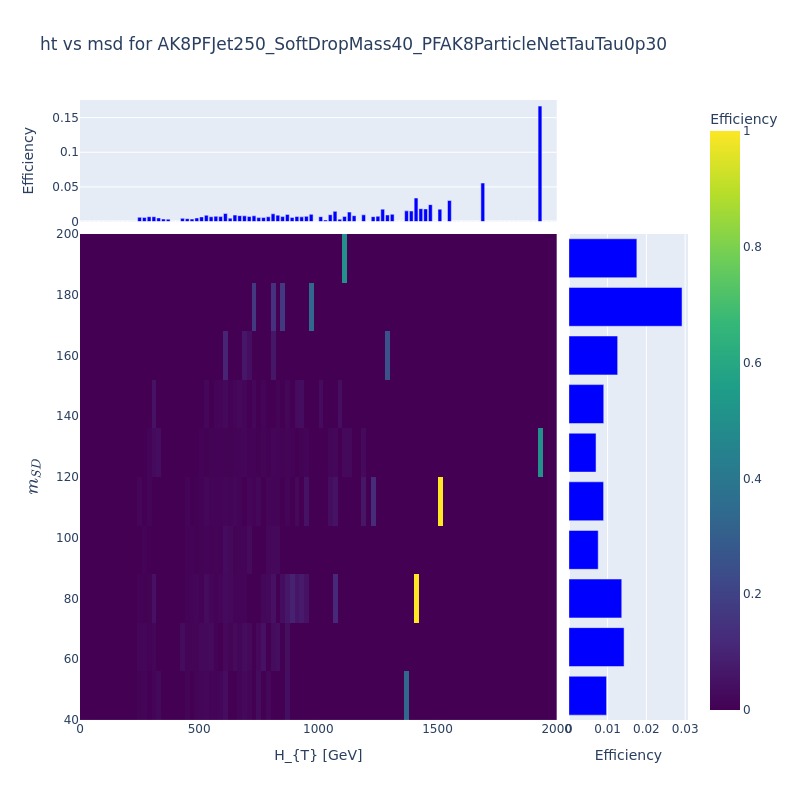 ht vs msd for AK8PFJet250_SoftDropMass40_PFAK8ParticleNetTauTau0p30
Efficiency
0.15
0.1
0.05
0
Efficiency
1
0.8
0.6
0.4
0.2
0
200
180
160
140
120
100
80
60
40
m_{SD}
0 500 1000 1500 2000
H_{T} [GeV]
0 0.01 0.02 0.03
Efficiency